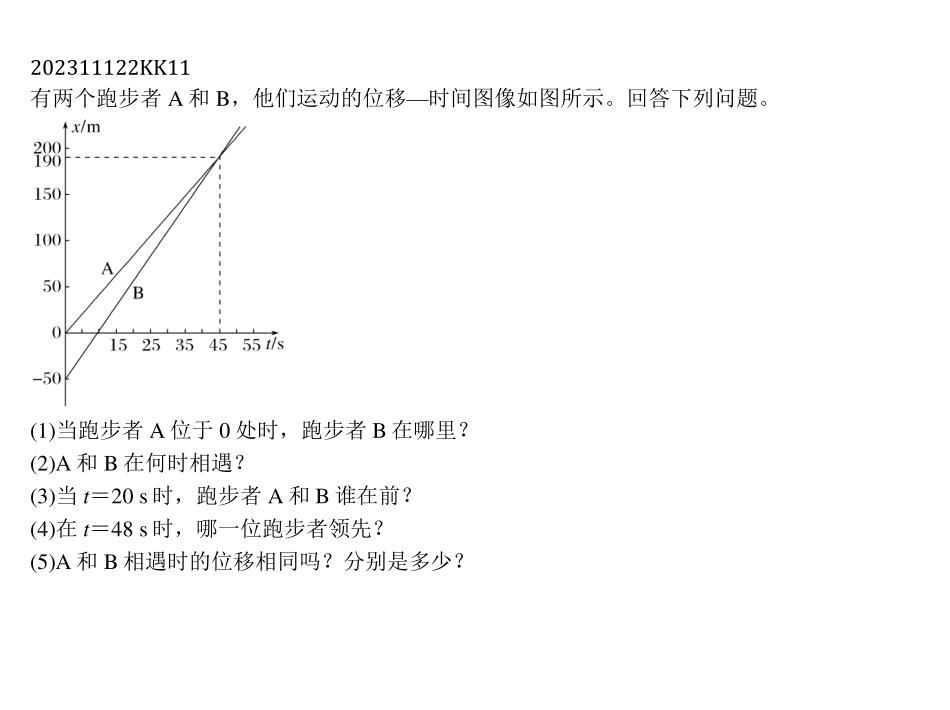 202311122KK11
有两个跑步者 A 和 B，他们运动的位移—时间图像如图所示。回答下列问题。
x/m
200
190
150
100
A
50
B
0
15 25 35 45 55 t/s
−50
(1)当跑步者 A 位于 0 处时，跑步者 B 在哪里？
(2)A 和 B 在何时相遇？
(3)当 t＝20 s 时，跑步者 A 和 B 谁在前？
(4)在 t＝48 s 时，哪一位跑步者领先？
(5)A 和 B 相遇时的位移相同吗？分别是多少？